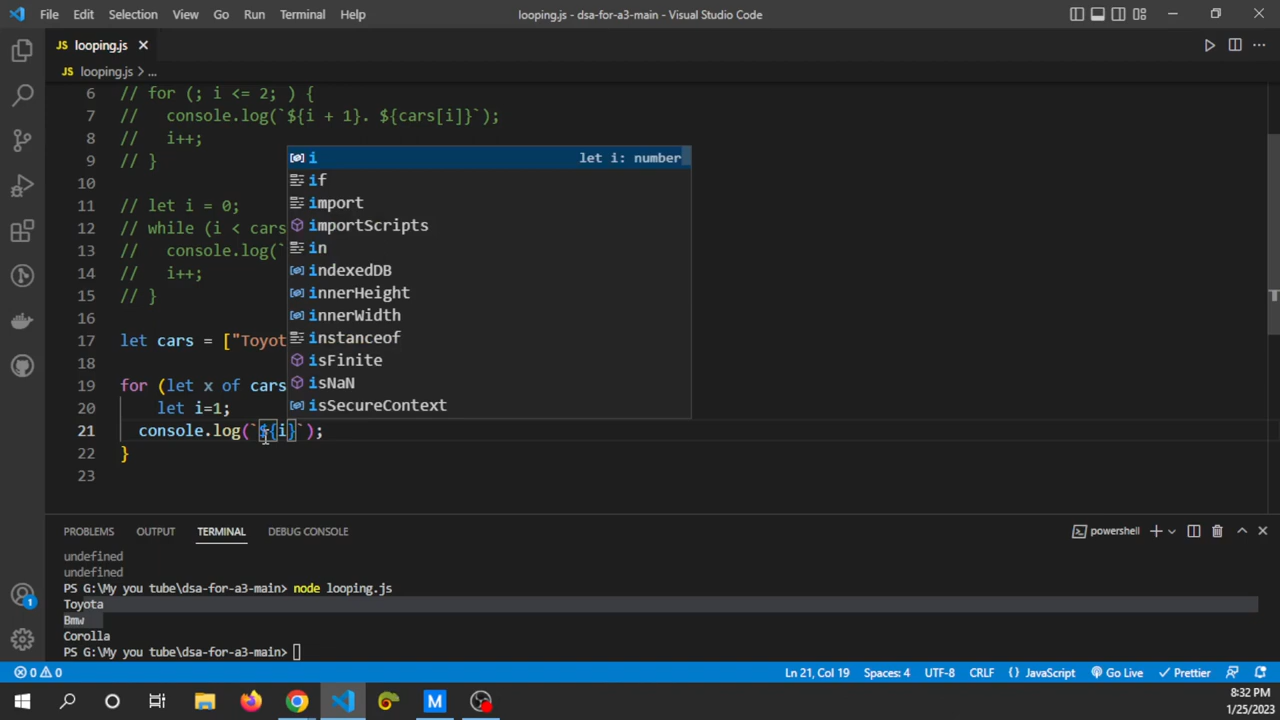 File Edit Selection View Go Run Terminal Help looping.js - dsa-for-a3-main - Visual Studio Code
JS looping.js
JS looping.js > ...
6 // for (; i <= 2; ) {
7 //   console.log(`${i + 1}. ${cars[i]}`);
8 //   i++;
9 // }
10
11 // let i = 0;
12 // while (i < cars
13 //   console.log(`
14 //   i++;
15 // }
16
17 let cars = ["Toyot
18
19 for (let x of cars
20     let i=1;
21   console.log(`${i}`);
22 }
23
i let i: number
if
import
importScripts
in
indexedDB
innerHeight
innerWidth
instanceof
isFinite
isNaN
isSecureContext
PROBLEMS OUTPUT TERMINAL DEBUG CONSOLE powershell
undefined
undefined
PS G:\My you tube\dsa-for-a3-main> node looping.js
Toyota
Bmw
Corolla
PS G:\My you tube\dsa-for-a3-main>
1
0 0 Ln 21, Col 19 Spaces: 4 UTF-8 CRLF {} JavaScript Go Live Prettier
M
8:32 PM
1/25/2023